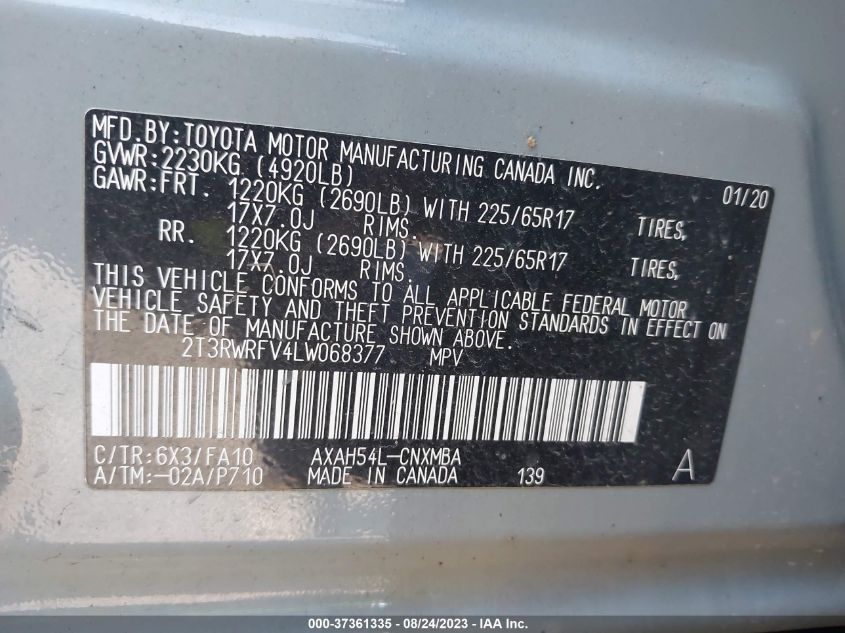 MFD.BY:TOYOTA MOTOR MANUFACTURING CANADA INC.
GVWR:2230KG (4920LB) 01/20
GAWR:FRT. 1220KG (2690LB) WITH 225/65R17 TIRES,
17X7.0J RIMS.
RR. 1220KG (2690LB) WITH 225/65R17 TIRES,
17X7.0J RIMS.
THIS VEHICLE CONFORMS TO ALL APPLICABLE FEDERAL MOTOR
VEHICLE SAFETY AND THEFT PREVENTION STANDARDS IN EFFECT ON
THE DATE OF MANUFACTURE SHOWN ABOVE.
2T3RWRFV4LW068377 MPV
C/TR:6X3/FA10 AXAH54L-CNXMBA
A/TM:-02A/P710 MADE IN CANADA 139 A
000-37361335 - 08/24/2023 - IAA Inc.